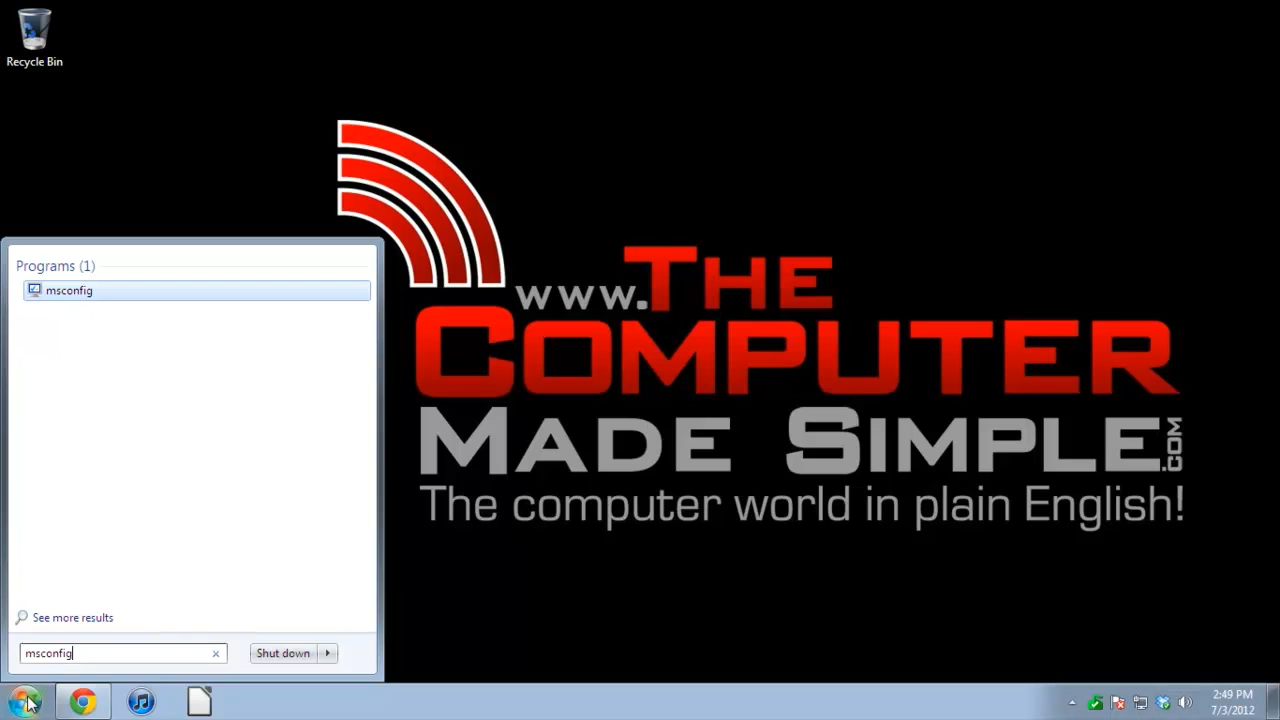 Recycle Bin
www.THE
COMPUTER
MADE SIMPLE.COM
The computer world in plain English!
Programs (1)
msconfig
See more results
msconfig
Shut down
2:49 PM
7/3/2012